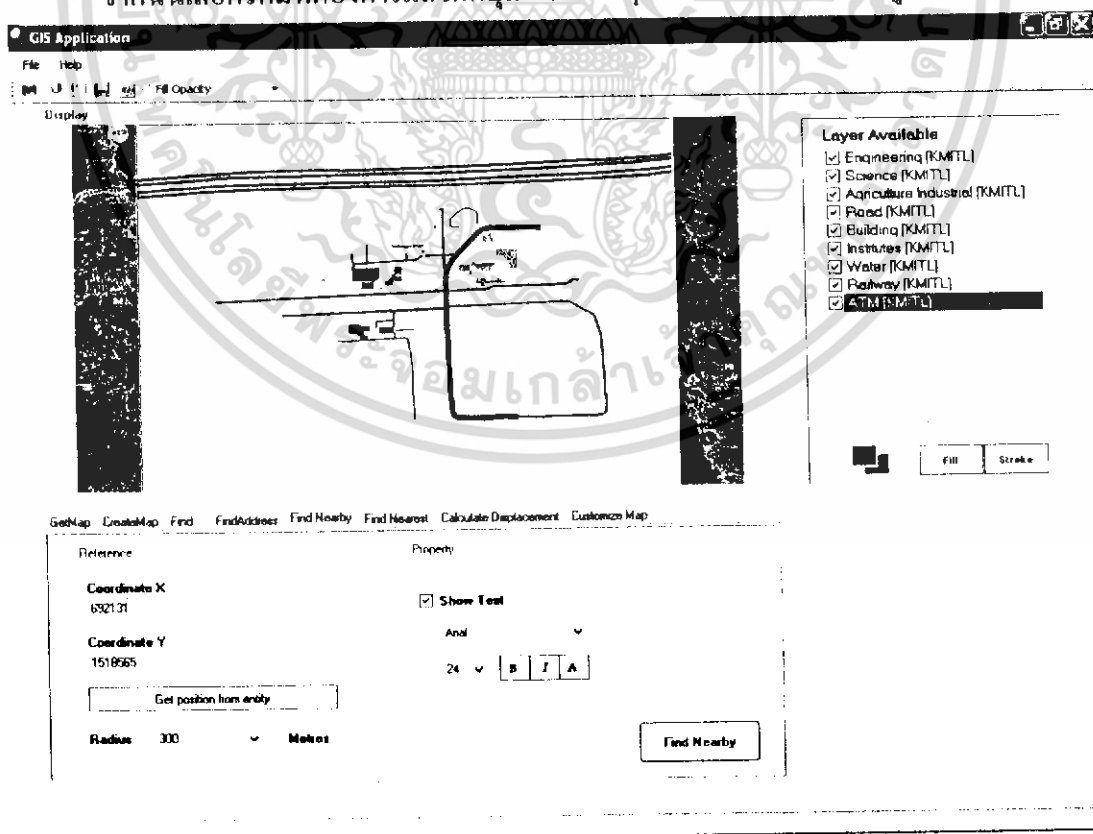 GIS Application
File Help
Fill Opacity
Display
Layer Available
Engineering [KMITL]
Science [KMITL]
Agriculture Industrial [KMITL]
Road [KMITL]
Building [KMITL]
Institutes [KMITL]
Water [KMITL]
Railway [KMITL]
ATM [KMITL]
Fill Stroke
GetMap CreateMap Find FindAddress Find Nearby Find Nearest Calculate Displacement Customize Map
Reference Property
Coordinate X
692131
Show Text
Coordinate Y
1518565
Arial
24 B I A
Get position from entity
Radius 300 Metres
Find Nearby